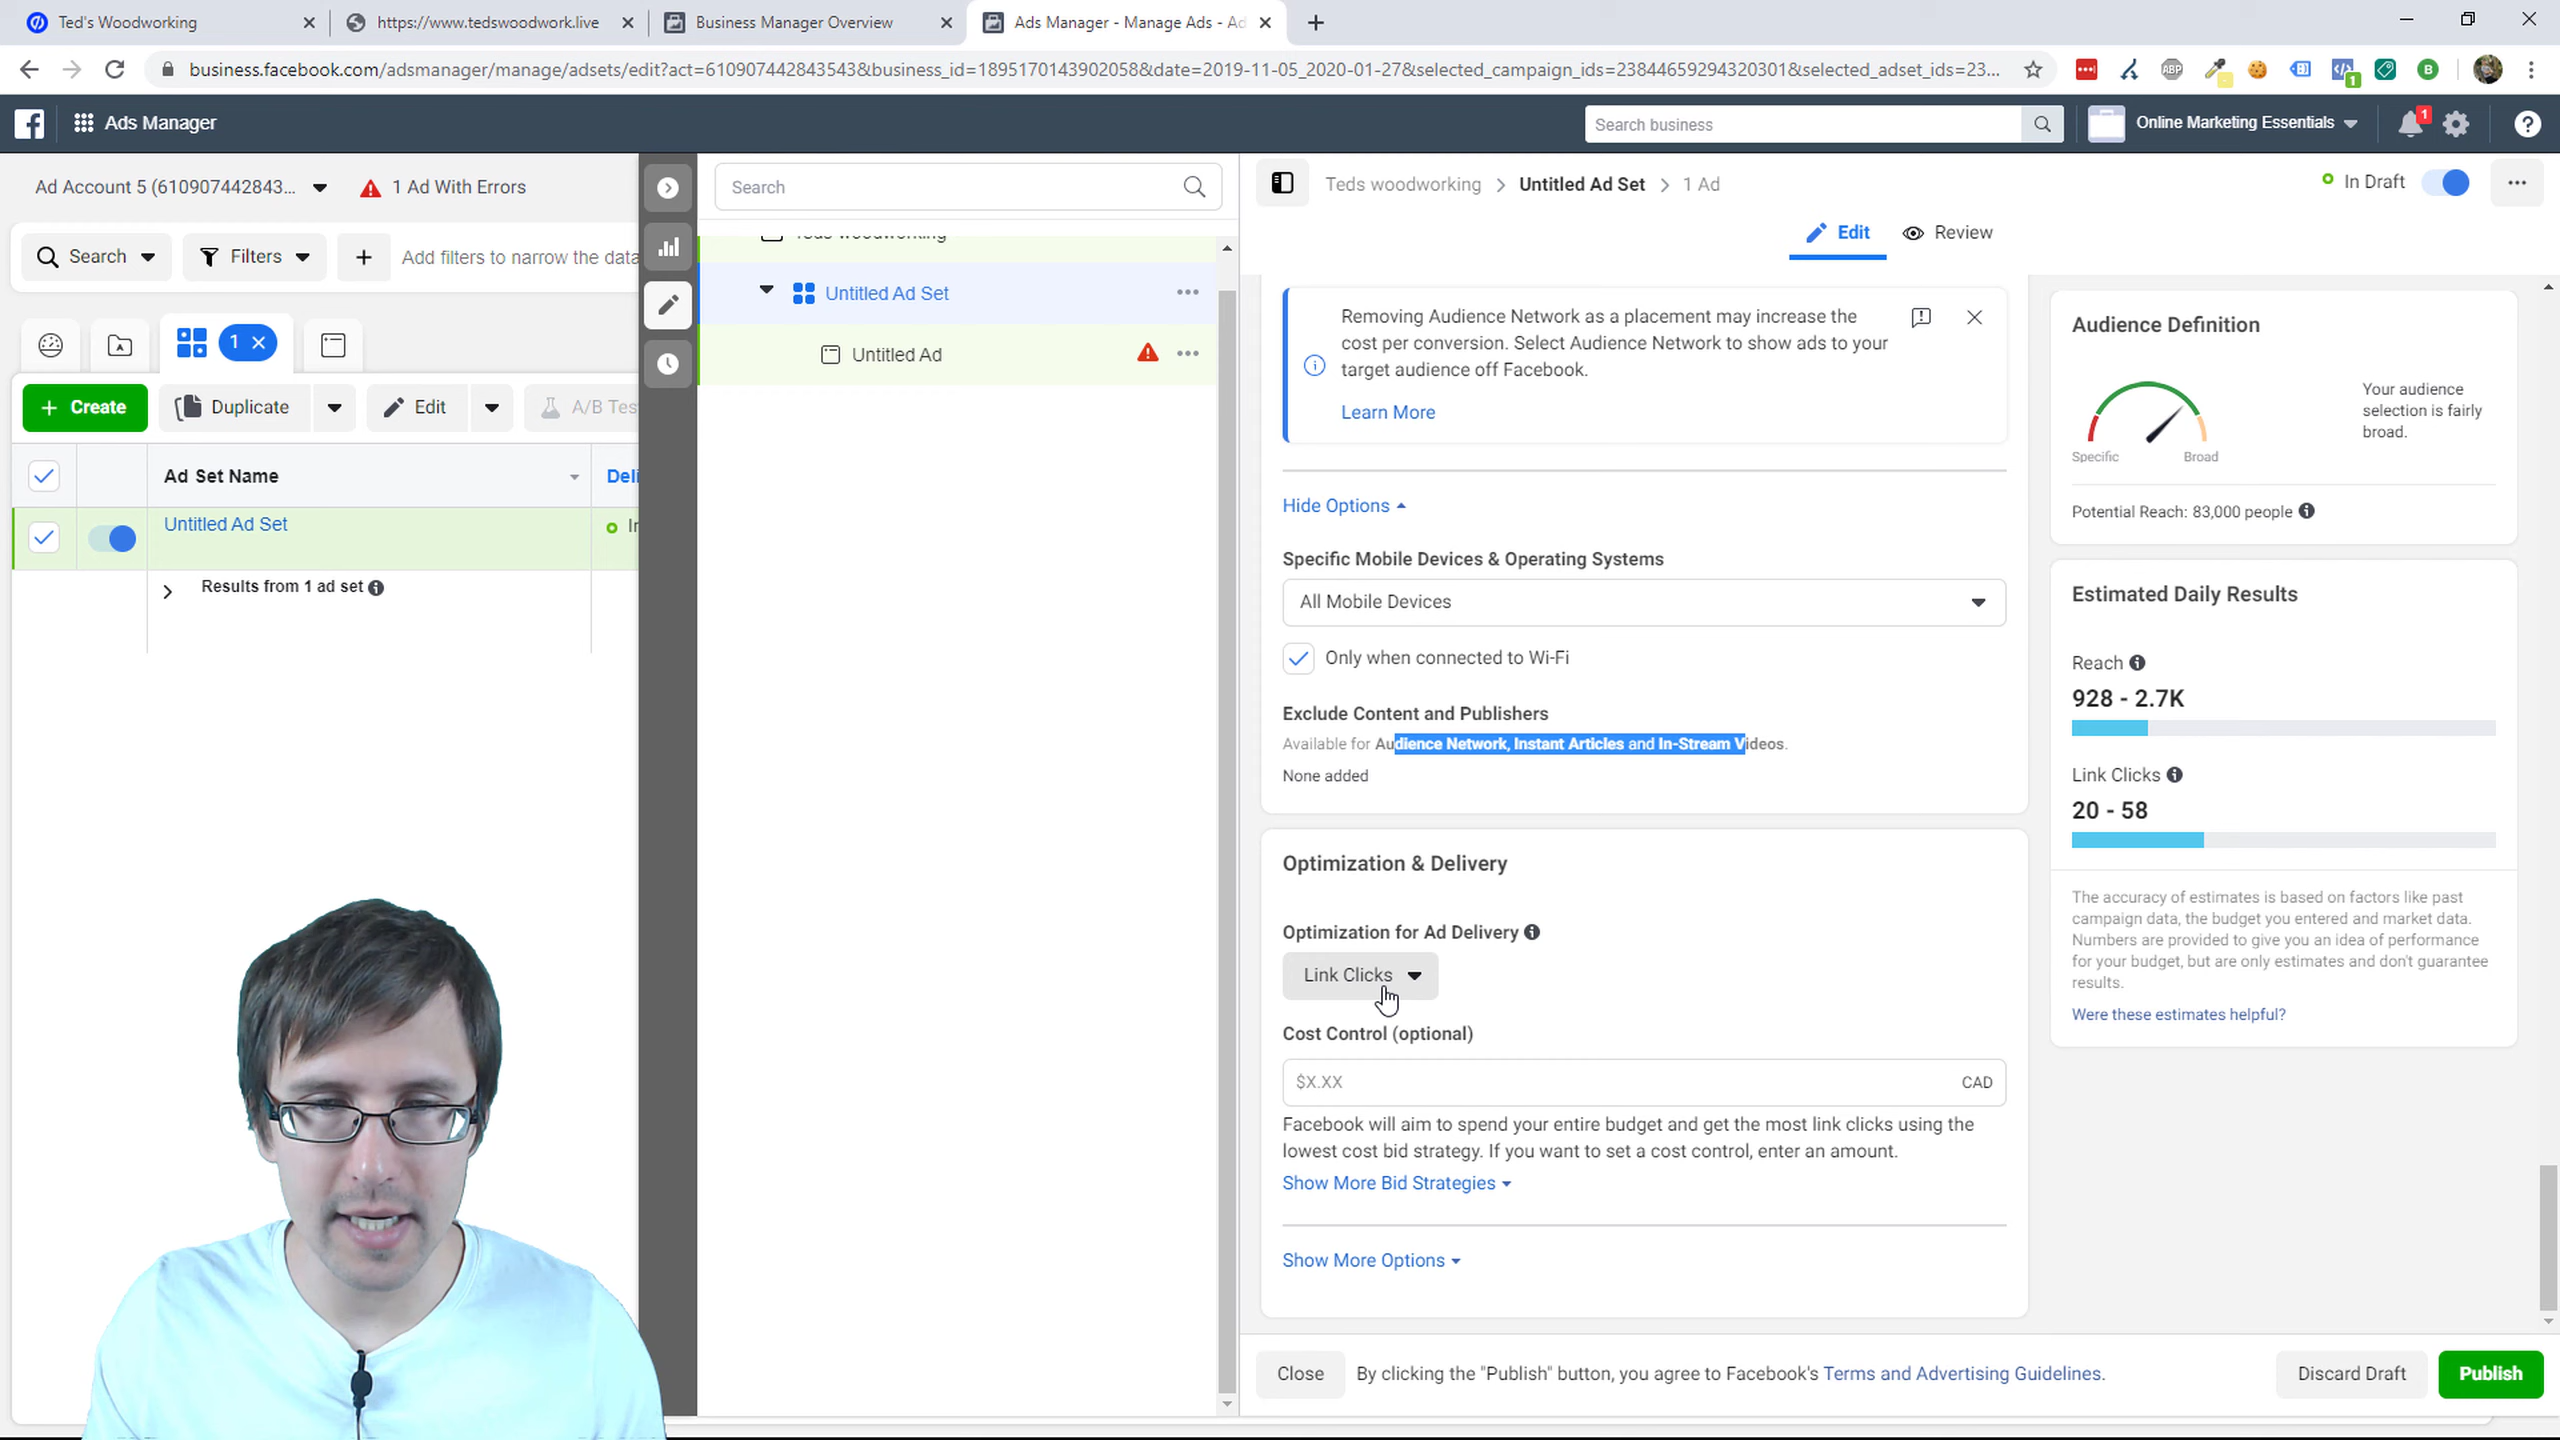 Ted's Woodworking
https://www.tedswoodwork.live
Business Manager Overview
Ads Manager - Manage Ads - Ad
business.facebook.com/adsmanager/manage/adsets/edit?act=610907442843543&business_id=1895170143902058&date=2019-11-05_2020-01-27&selected_campaign_ids=23844659294320301&selected_adset_ids=23...
ABP
1
B
Ads Manager
Search business
Online Marketing Essentials
1
Ad Account 5 (610907442843...
1 Ad With Errors
Search
Filters
Add filters to narrow the data
1
Create
Duplicate
Edit
A/B Tes
Ad Set Name
Deli
Untitled Ad Set
In
Results from 1 ad set
Search
Teds woodworking
Untitled Ad Set
Untitled Ad
Teds woodworking
Untitled Ad Set
1 Ad
In Draft
Edit
Review
Removing Audience Network as a placement may increase the
cost per conversion. Select Audience Network to show ads to your
target audience off Facebook.
Learn More
Hide Options
Specific Mobile Devices & Operating Systems
All Mobile Devices
Only when connected to Wi-Fi
Exclude Content and Publishers
Available for Audience Network, Instant Articles and In-Stream Videos.
None added
Optimization & Delivery
Optimization for Ad Delivery
Link Clicks
Cost Control (optional)
$X.XX
CAD
Facebook will aim to spend your entire budget and get the most link clicks using the
lowest cost bid strategy. If you want to set a cost control, enter an amount.
Show More Bid Strategies
Show More Options
Close
By clicking the "Publish" button, you agree to Facebook's Terms and Advertising Guidelines.
Discard Draft
Publish
Audience Definition
Your audience
selection is fairly
broad.
Specific
Broad
Potential Reach: 83,000 people
Estimated Daily Results
Reach
928 - 2.7K
Link Clicks
20 - 58
The accuracy of estimates is based on factors like past
campaign data, the budget you entered and market data.
Numbers are provided to give you an idea of performance
for your budget, but are only estimates and don't guarantee
results.
Were these estimates helpful?